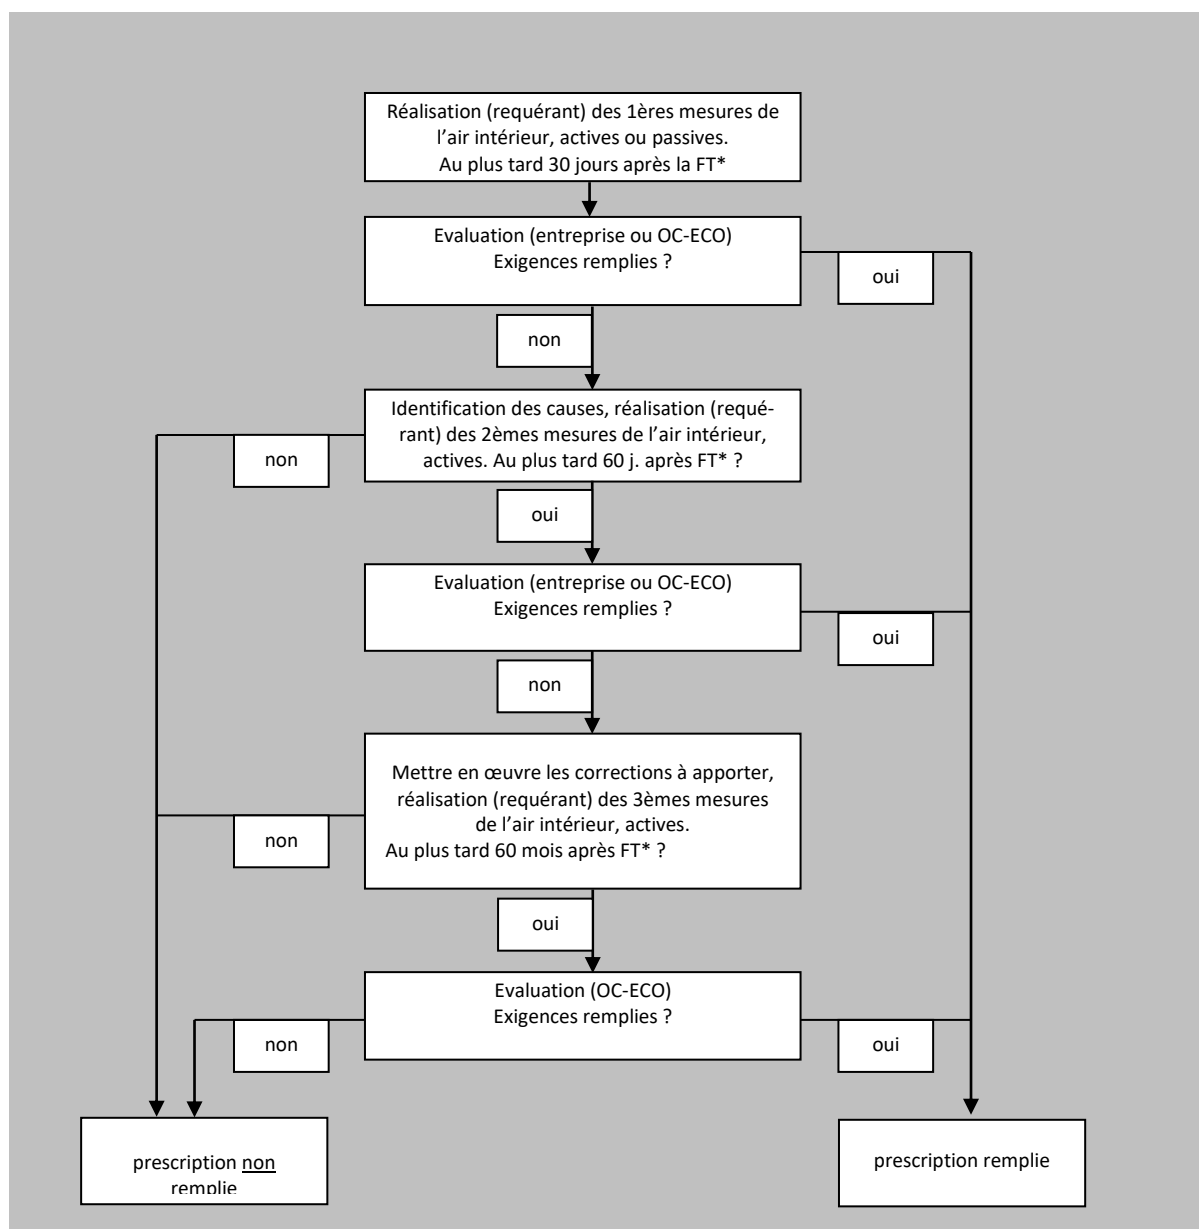 Réalisation (requérant) des 1ères mesures de
l'air intérieur, actives ou passives.
Au plus tard 30 jours après la FT*
Evaluation (entreprise ou OC-ECO)
Exigences remplies ?
oui
non
Identification des causes, réalisation (requé-
rant) des 2èmes mesures de l'air intérieur,
actives. Au plus tard 60 j. après FT* ?
non
oui
Evaluation (entreprise ou OC-ECO)
Exigences remplies ?
oui
non
Mettre en œuvre les corrections à apporter,
réalisation (requérant) des 3èmes mesures
de l'air intérieur, actives.
Au plus tard 60 mois après FT* ?
non
oui
Evaluation (OC-ECO)
Exigences remplies ?
non
oui
prescription non
remplie
prescription remplie